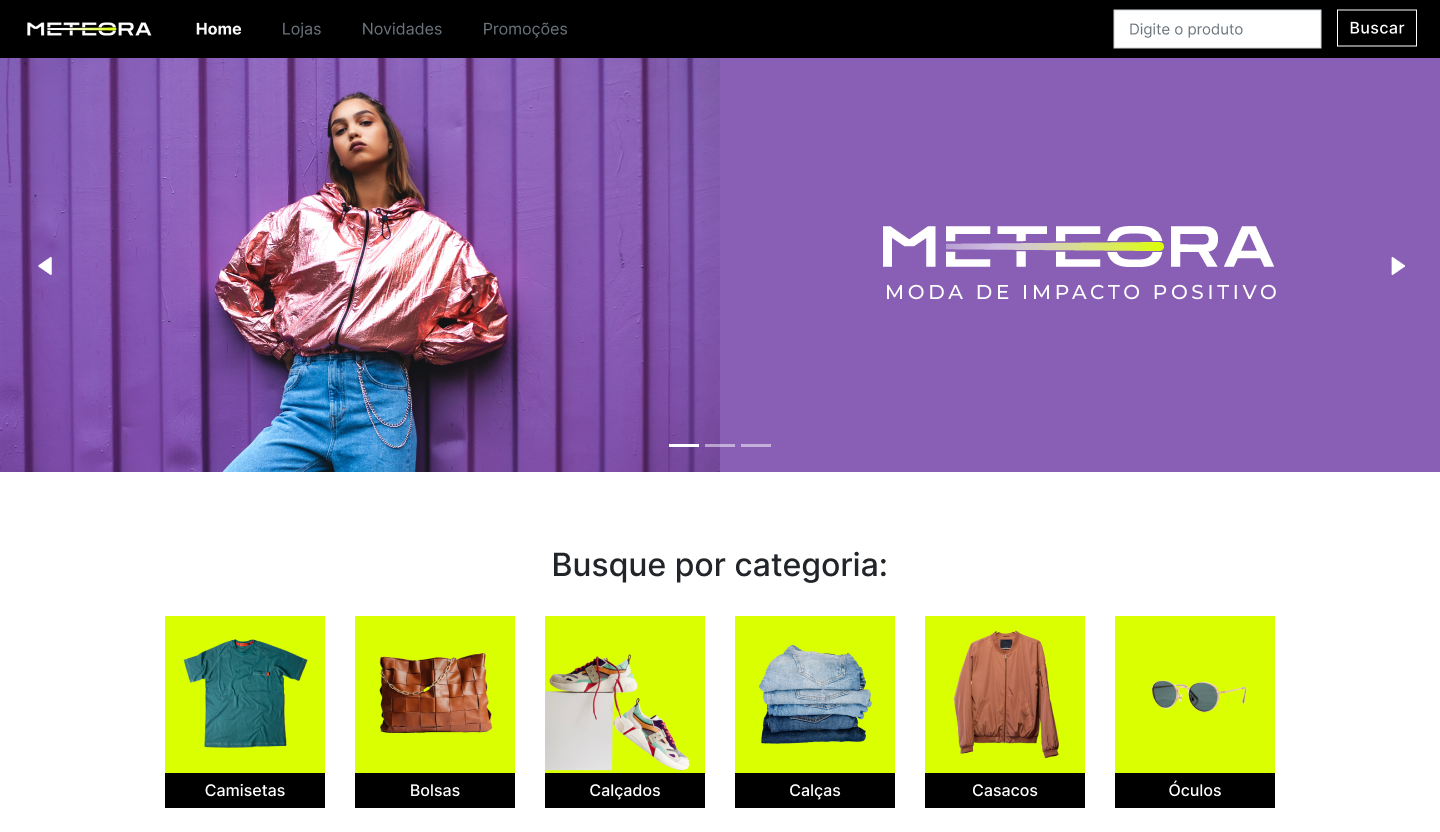 METEORA Home Lojas Novidades Promoções Digite o produto Buscar
METEORA
MODA DE IMPACTO POSITIVO
Busque por categoria:
Camisetas Bolsas Calçados Calças Casacos Óculos